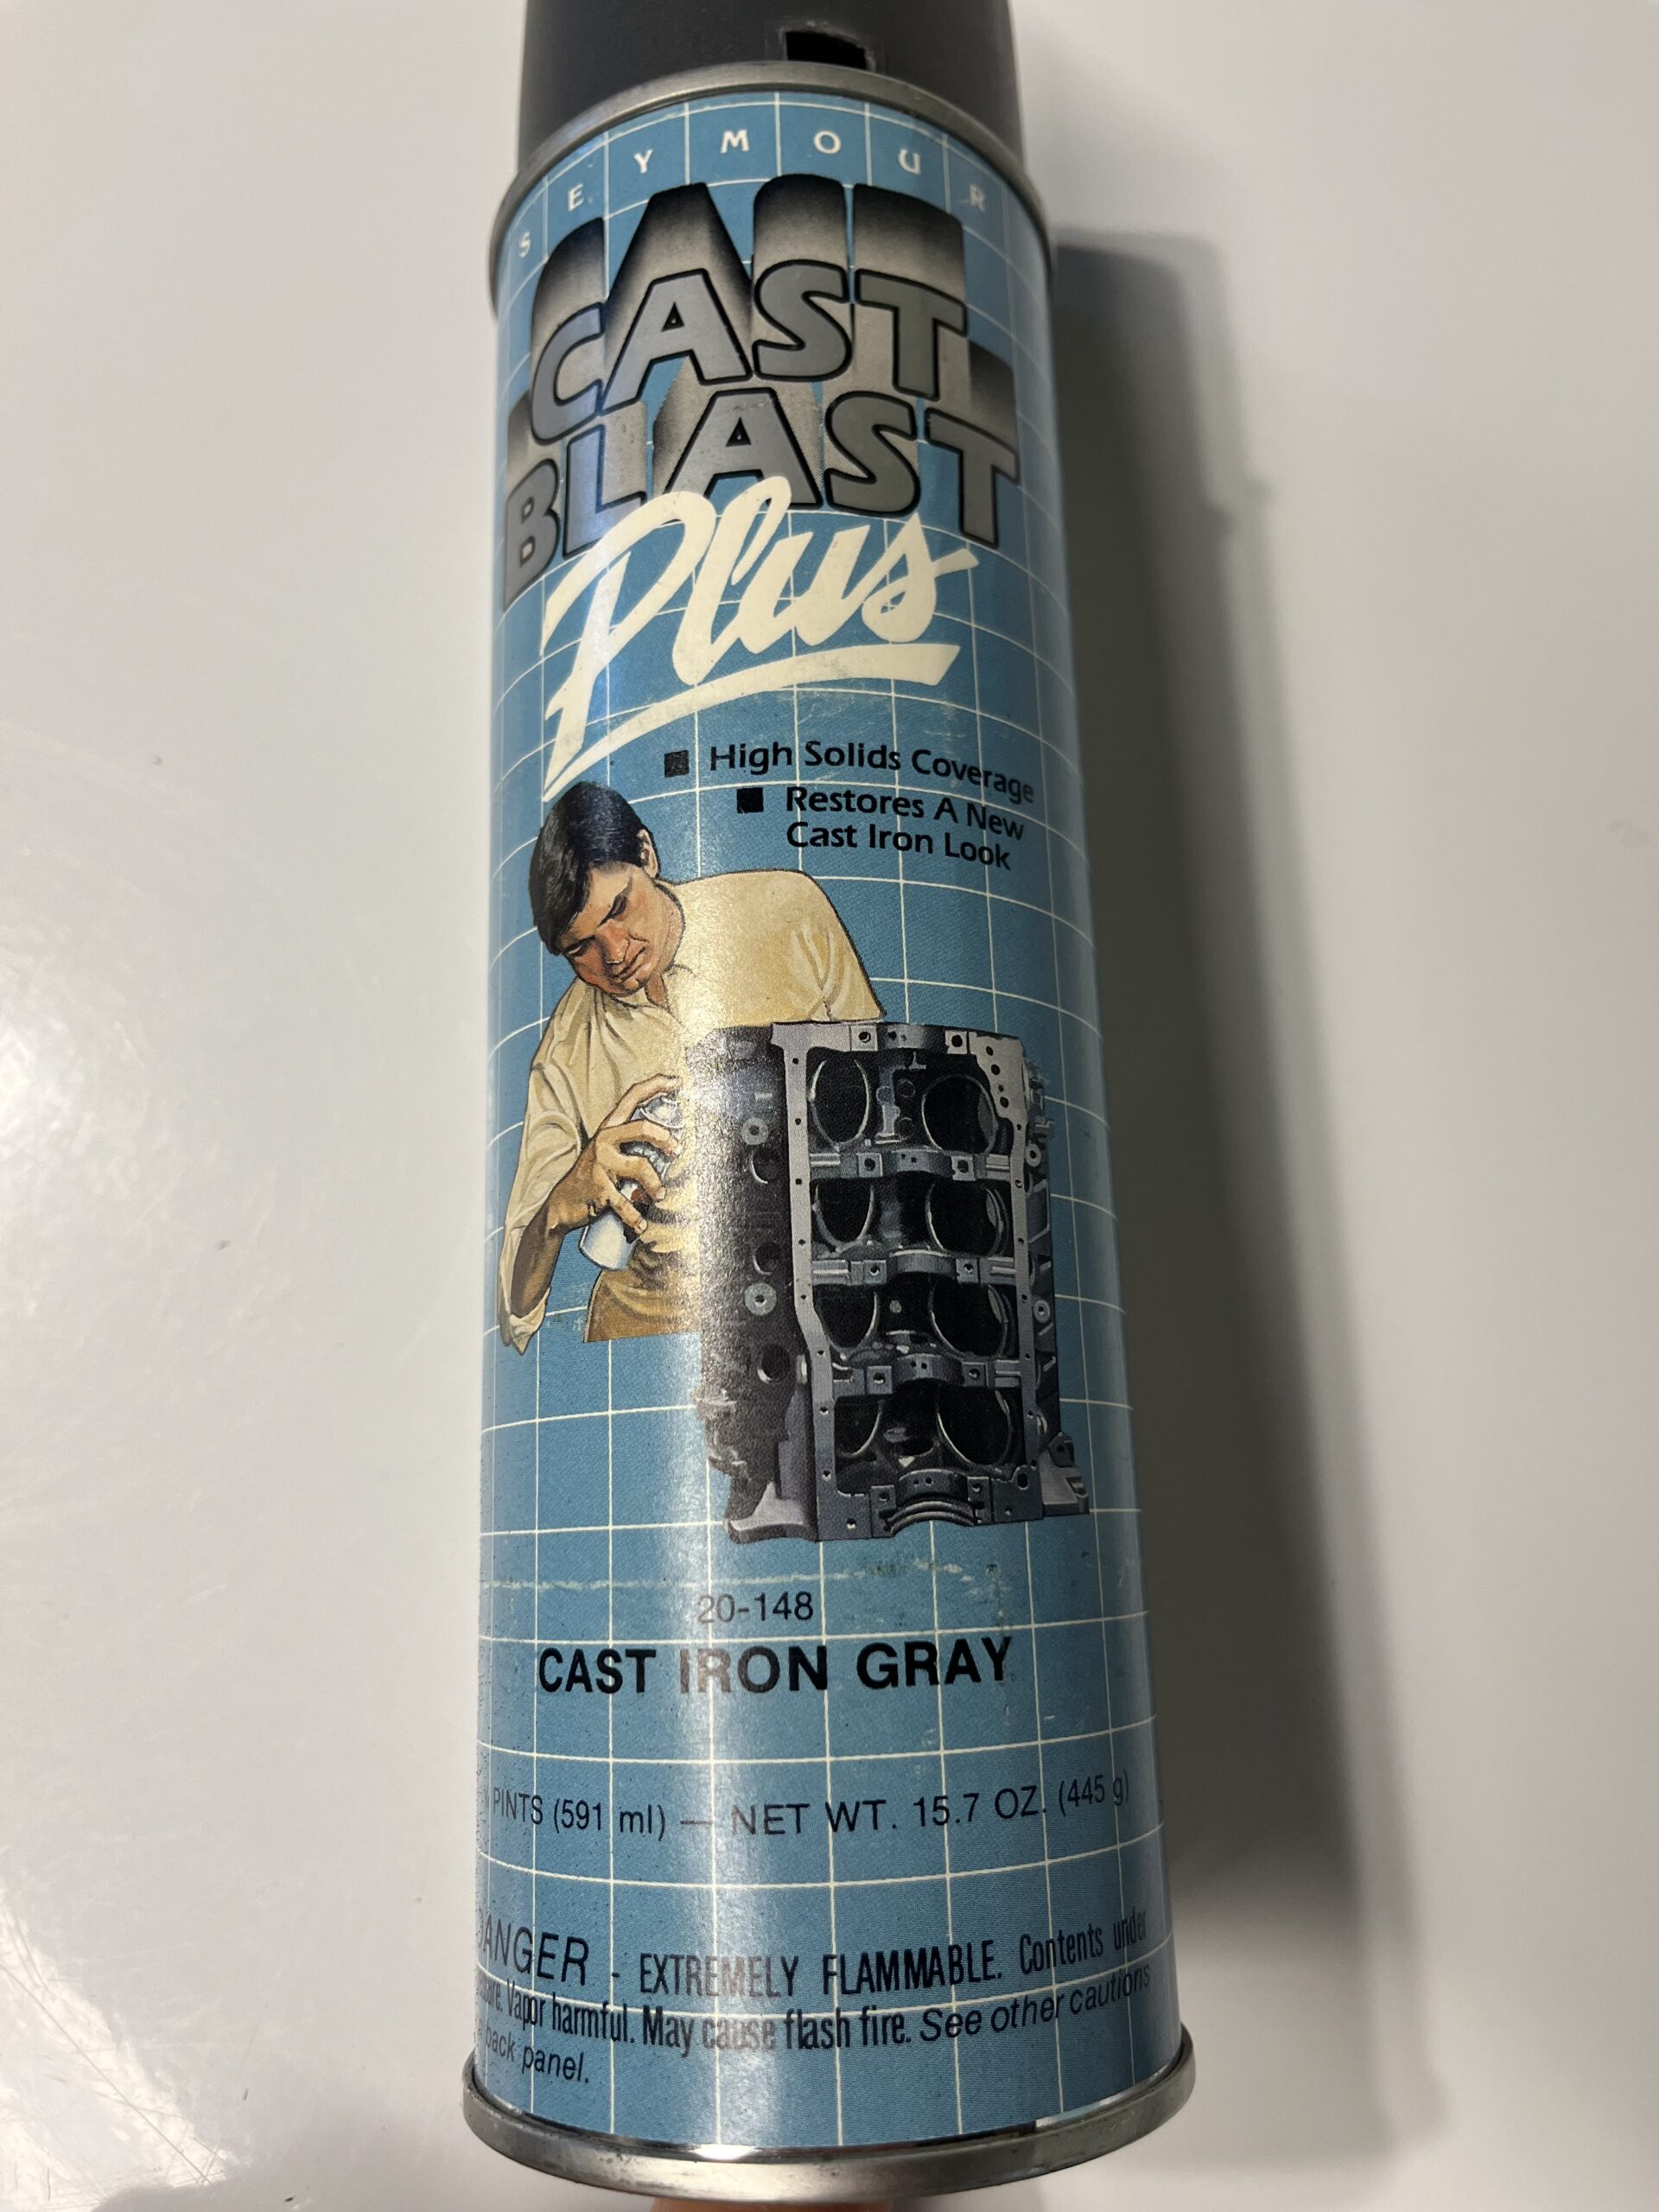 SEYMOUR
CAST
BLAST
Plus
■ High Solids Coverage
■ Restores A New
Cast Iron Look
20-148
CAST IRON GRAY
PINTS (591 ml) — NET WT. 15.7 OZ. (445 g)
DANGER - EXTREMELY FLAMMABLE. Contents under
Vapor harmful. May cause flash fire. See other cautions
back panel.